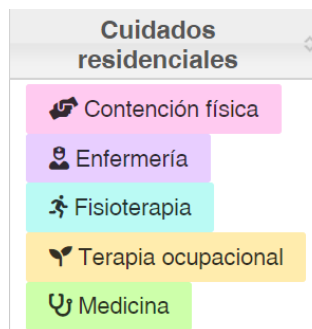 Cuidados
residenciales
Contención física
Enfermería
Fisioterapia
Terapia ocupacional
Medicina